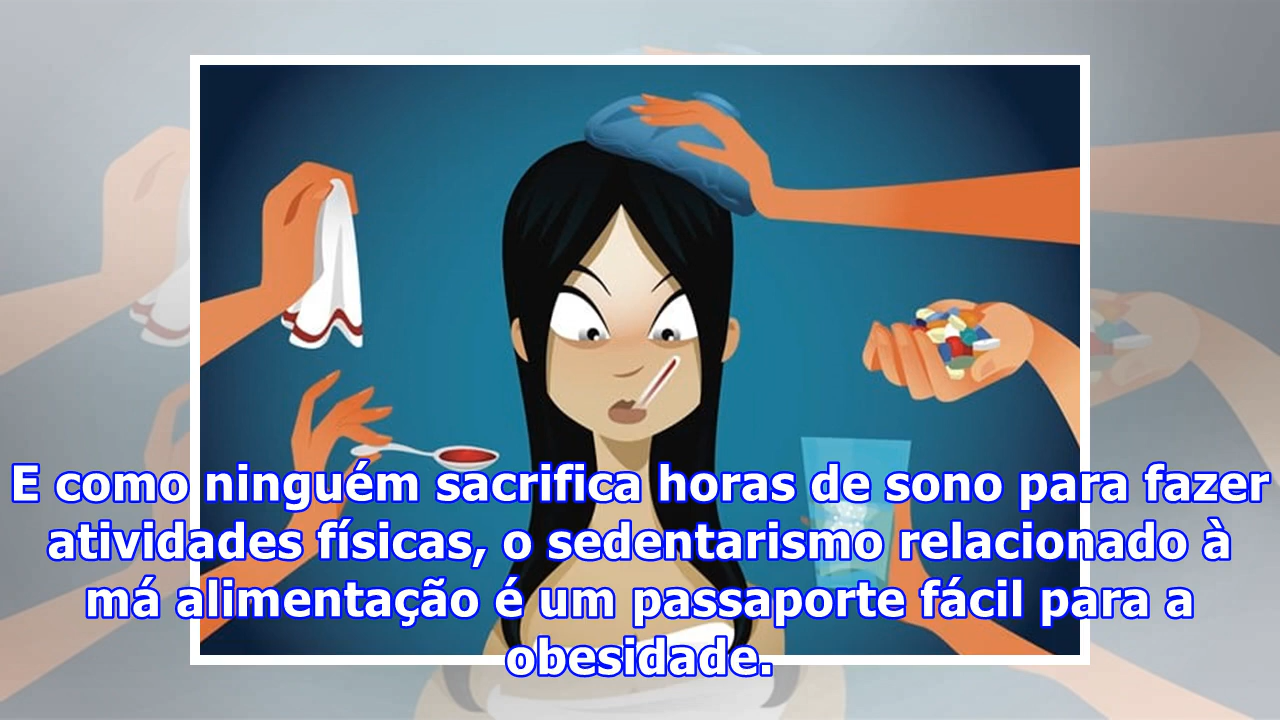 E como ninguém sacrifica horas de sono para fazer
atividades físicas, o sedentarismo relacionado à
má alimentação é um passaporte fácil para a
obesidade.